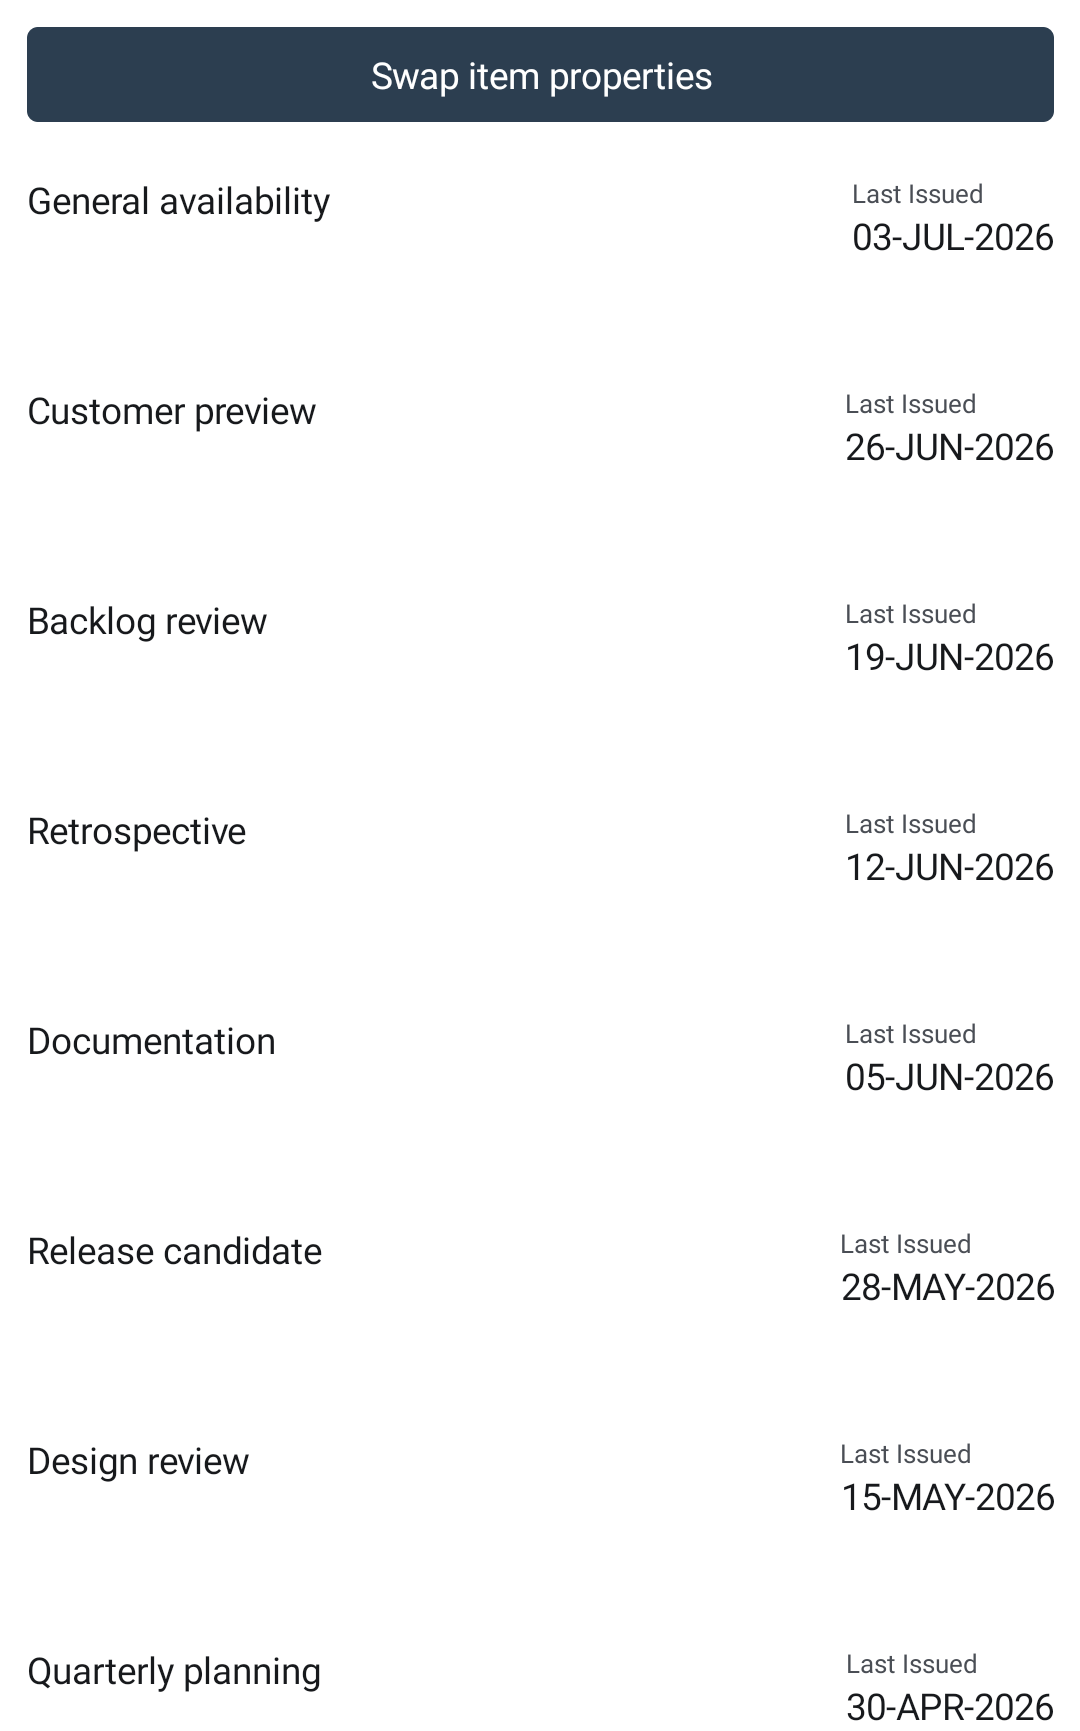 Swap item properties
General availability
Last Issued
03-JUL-2026
Customer preview
Last Issued
26-JUN-2026
Backlog review
Last Issued
19-JUN-2026
Retrospective
Last Issued
12-JUN-2026
Documentation
Last Issued
05-JUN-2026
Release candidate
Last Issued
28-MAY-2026
Design review
Last Issued
15-MAY-2026
Quarterly planning
Last Issued
30-APR-2026